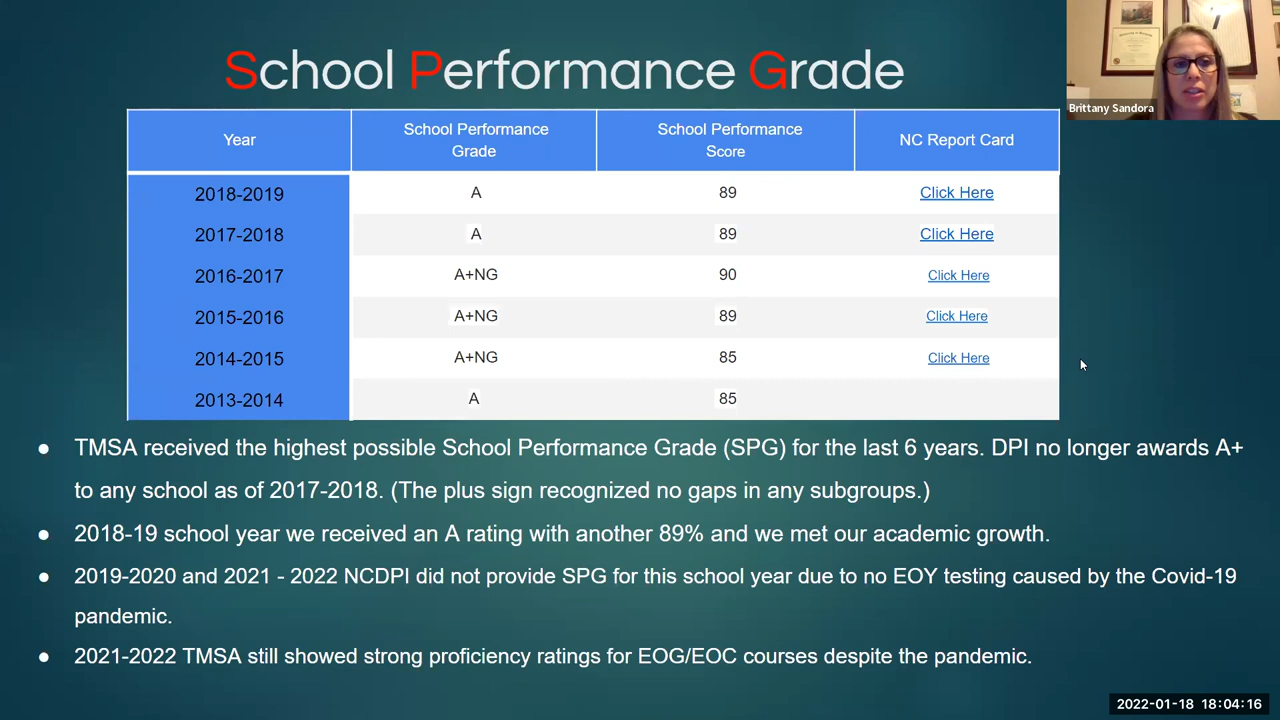 School Performance Grade
Brittany Sandora
Year
School Performance
Grade
School Performance
Score
NC Report Card
2018-2019 A 89 Click Here
2017-2018 A 89 Click Here
2016-2017 A+NG 90 Click Here
2015-2016 A+NG 89 Click Here
2014-2015 A+NG 85 Click Here
2013-2014 A 85
● TMSA received the highest possible School Performance Grade (SPG) for the last 6 years. DPI no longer awards A+
to any school as of 2017-2018. (The plus sign recognized no gaps in any subgroups.)
● 2018-19 school year we received an A rating with another 89% and we met our academic growth.
● 2019-2020 and 2021 - 2022 NCDPI did not provide SPG for this school year due to no EOY testing caused by the Covid-19
pandemic.
● 2021-2022 TMSA still showed strong proficiency ratings for EOG/EOC courses despite the pandemic.
2022-01-18 18:04:16